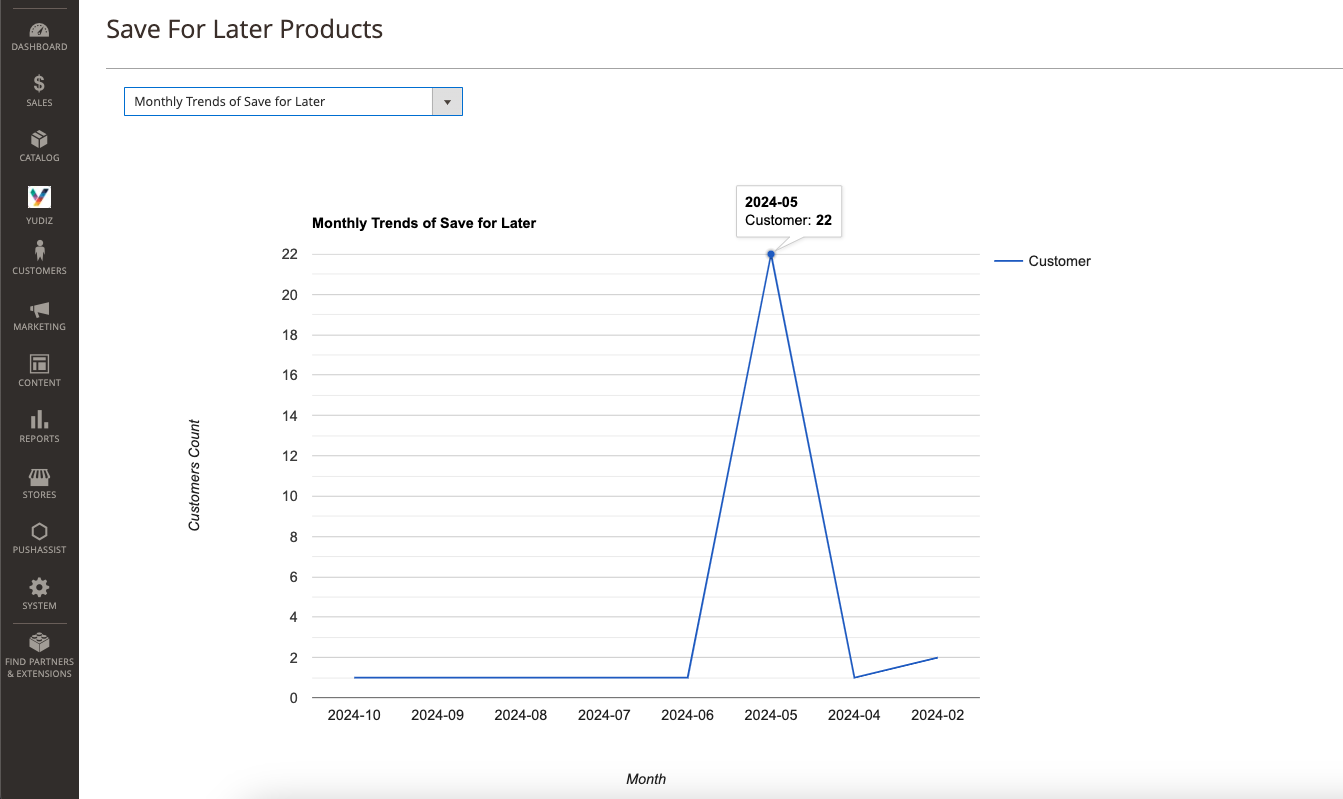 Save For Later Products
DASHBOARD
SALES
CATALOG
YUDIZ
CUSTOMERS
MARKETING
CONTENT
REPORTS
STORES
PUSHASSIST
SYSTEM
FIND PARTNERS
& EXTENSIONS
Monthly Trends of Save for Later
Monthly Trends of Save for Later
2024-05
Customer: 22
Customer
22
20
18
16
14
12
10
8
6
4
2
0
Customers Count
2024-10 2024-09 2024-08 2024-07 2024-06 2024-05 2024-04 2024-02
Month